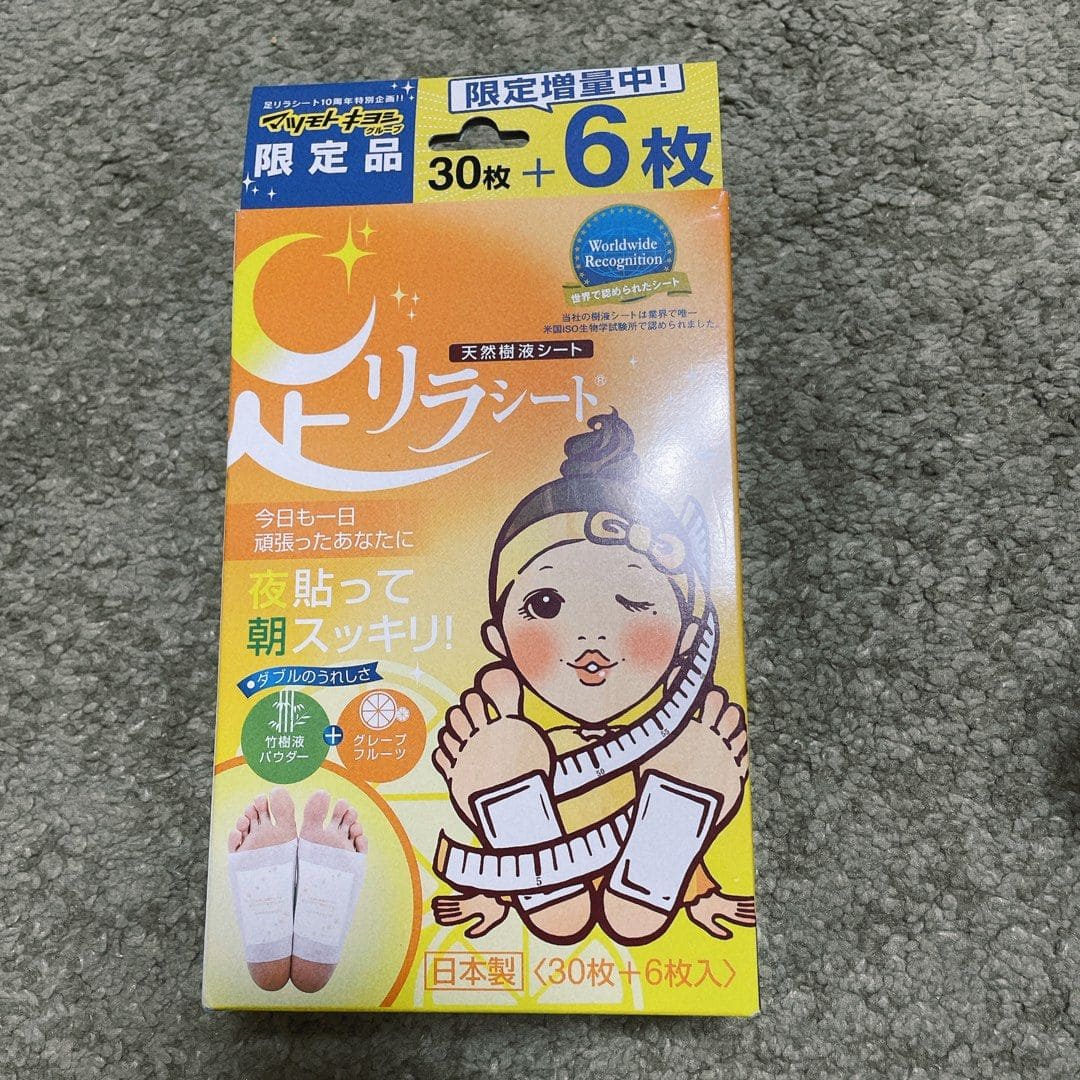 足リラシート10周年特別企画!!
マツモトキヨシ
グループ
限定品
限定増量中!
30枚+6枚
Worldwide
Recognition
世界で認められたシート
当社の樹液シートは業界で唯一
米国ISO生物学試験所で認められました。
天然樹液シート
足リラシート®
今日も一日
頑張ったあなたに
夜貼って
朝スッキリ!
●ダブルのうれしさ
竹樹液
パウダー
+
グレープ
フルーツ
55
50
5
日本製〈30枚+6枚入〉